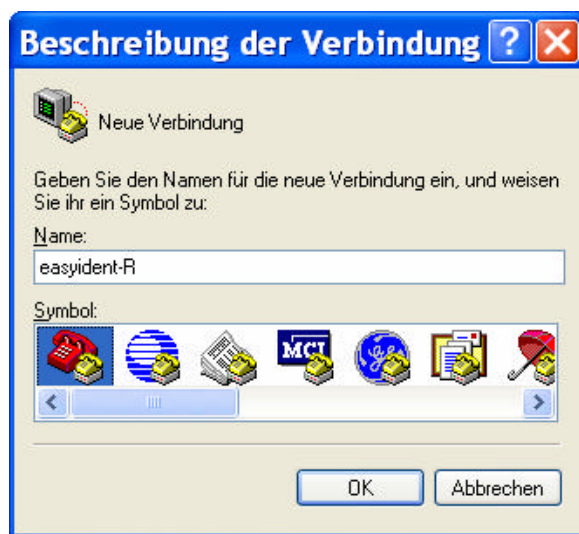 Beschreibung der Verbindung
Neue Verbindung
Geben Sie den Namen für die neue Verbindung ein, und weisen
Sie ihr ein Symbol zu:
Name:
easyident-R
Symbol:
MCI
OK Abbrechen